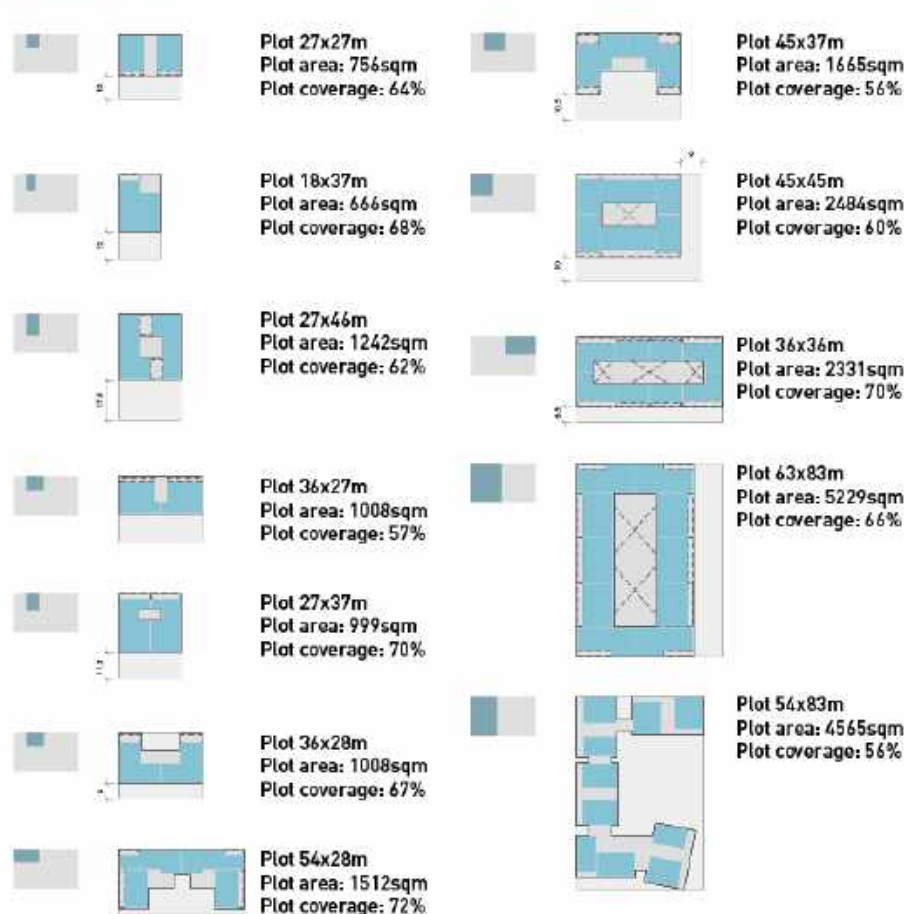 Plot 27x27m
Plot area: 756sqm
Plot coverage: 64%
Plot 18x37m
Plot area: 666sqm
Plot coverage: 68%
Plot 27x46m
Plot area: 1242sqm
Plot coverage: 62%
Plot 36x27m
Plot area: 1008sqm
Plot coverage: 57%
Plot 27x37m
Plot area: 999sqm
Plot coverage: 70%
Plot 36x28m
Plot area: 1008sqm
Plot coverage: 67%
Plot 54x28m
Plot area: 1512sqm
Plot coverage: 72%
Plot 45x37m
Plot area: 1665sqm
Plot coverage: 56%
Plot 45x45m
Plot area: 2484sqm
Plot coverage: 60%
Plot 36x36m
Plot area: 2331sqm
Plot coverage: 70%
Plot 63x83m
Plot area: 5229sqm
Plot coverage: 66%
Plot 54x83m
Plot area: 4565sqm
Plot coverage: 56%